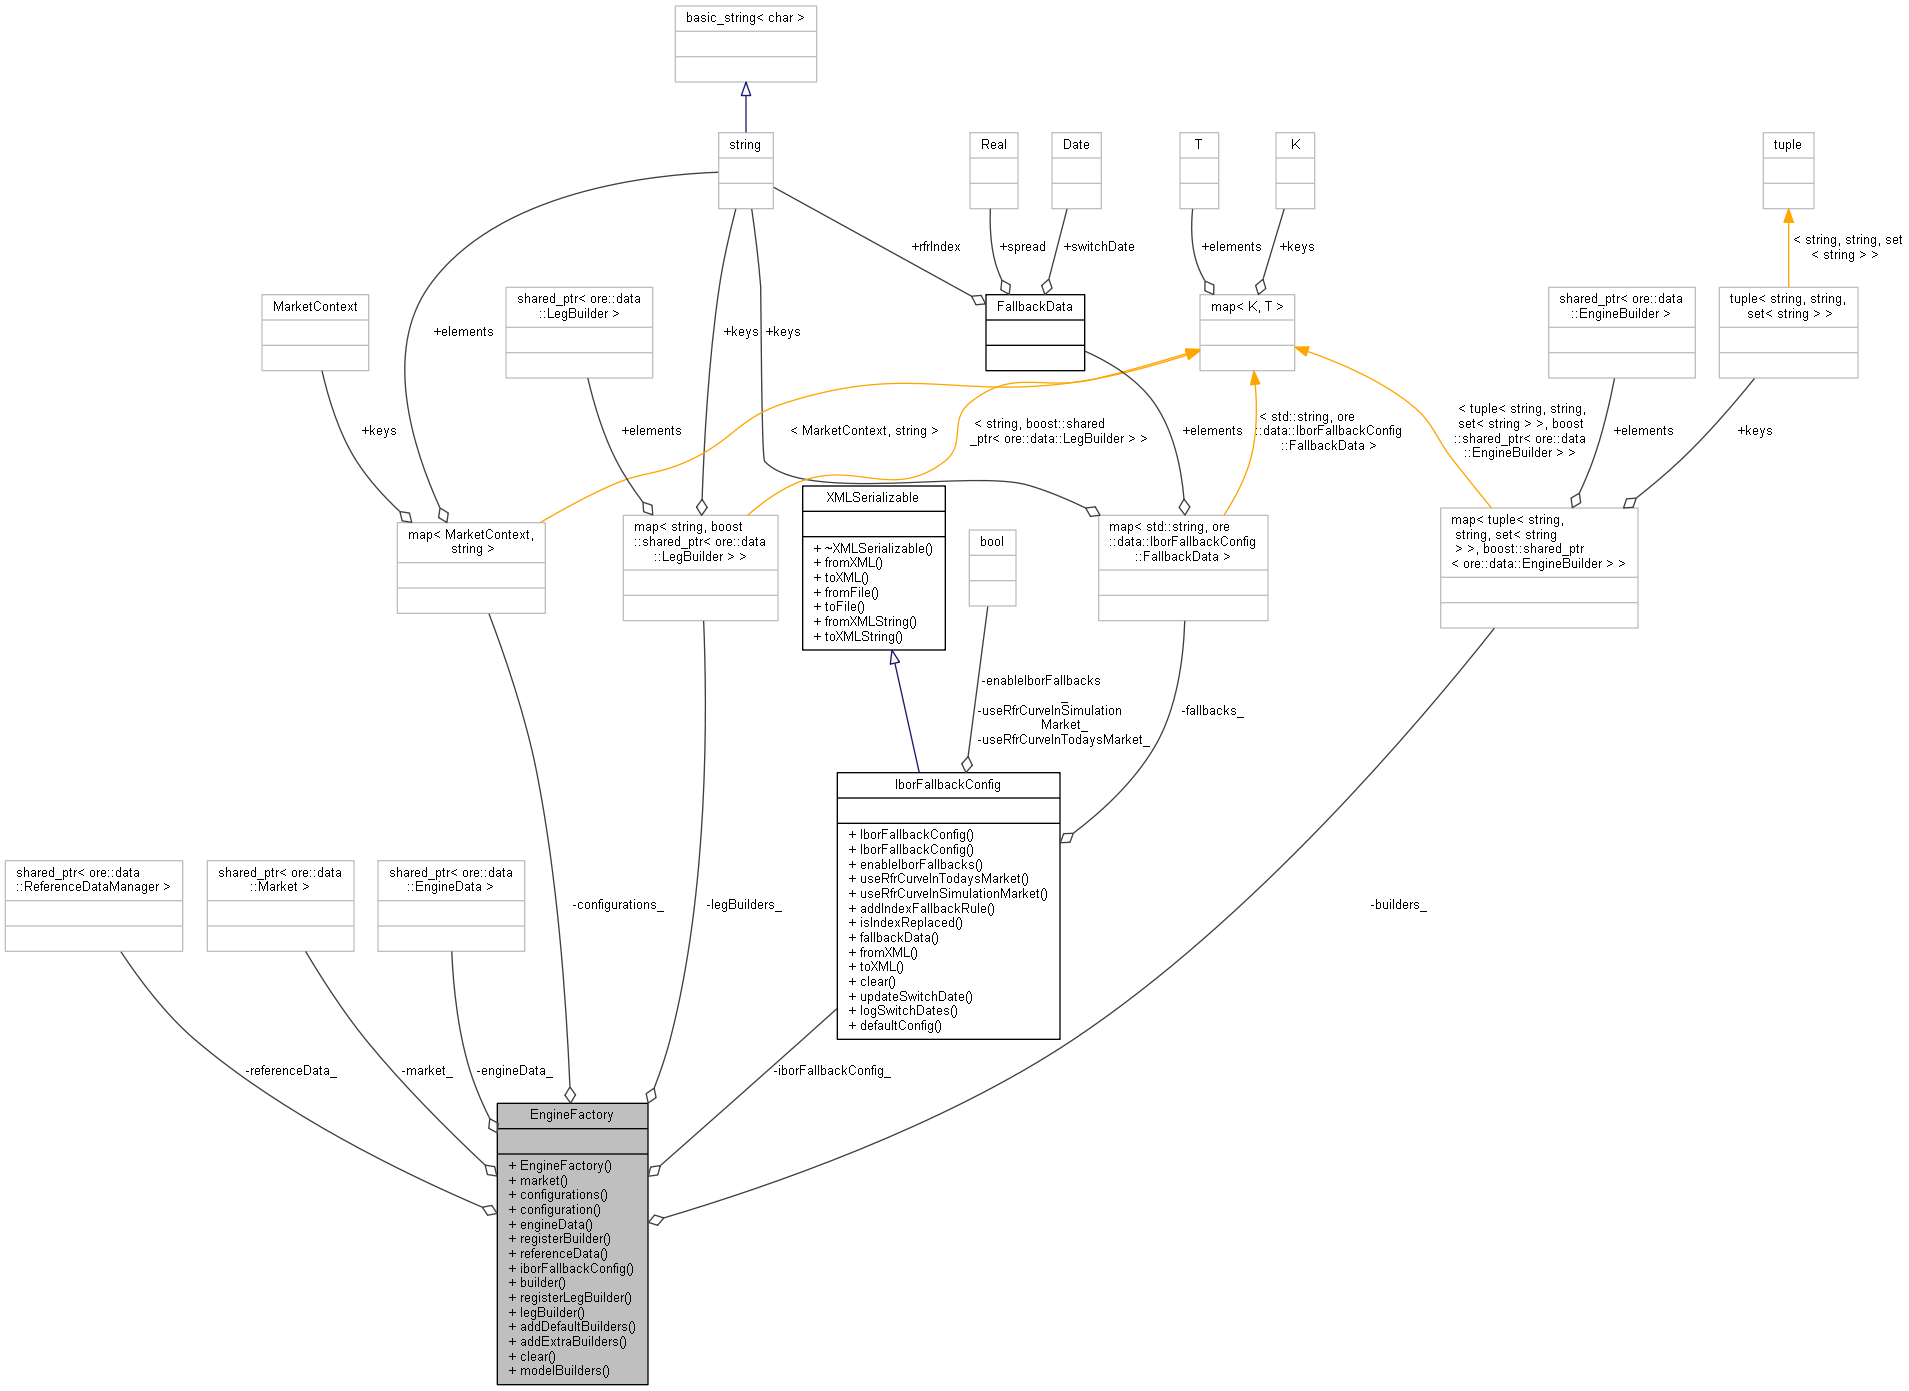 basic_string< char >
string
Real
Date
T
K
tuple
+rfrIndex
+spread
+switchDate
+elements
+keys
< string, string, set
< string > >
MarketContext
shared_ptr< ore::data
::LegBuilder >
+elements
+keys
+keys
FallbackData
map< K, T >
shared_ptr< ore::data
::EngineBuilder >
tuple< string, string,
set< string > >
+keys
+elements
< MarketContext, string >
< string, boost::shared
_ptr< ore::data::LegBuilder > >
+elements
< std::string, ore
::data::IborFallbackConfig
::FallbackData >
< tuple< string, string,
set< string > >, boost
::shared_ptr< ore::data
::EngineBuilder > >
+elements
+keys
map< MarketContext,
string >
map< string, boost
::shared_ptr< ore::data
::LegBuilder > >
XMLSerializable
+ ~XMLSerializable()
+ fromXML()
+ toXML()
+ fromFile()
+ toFile()
+ fromXMLString()
+ toXMLString()
bool
map< std::string, ore
::data::IborFallbackConfig
::FallbackData >
map< tuple< string,
string, set< string
> >, boost::shared_ptr
< ore::data::EngineBuilder > >
-enableIborFallbacks
_
-useRfrCurveInSimulation
Market_
-useRfrCurveInTodaysMarket_
-fallbacks_
IborFallbackConfig
+ IborFallbackConfig()
+ IborFallbackConfig()
+ enableIborFallbacks()
+ useRfrCurveInTodaysMarket()
+ useRfrCurveInSimulationMarket()
+ addIndexFallbackRule()
+ isIndexReplaced()
+ fallbackData()
+ fromXML()
+ toXML()
+ clear()
+ updateSwitchDate()
+ logSwitchDates()
+ defaultConfig()
shared_ptr< ore::data
::ReferenceDataManager >
shared_ptr< ore::data
::Market >
shared_ptr< ore::data
::EngineData >
-configurations_
-legBuilders_
-builders_
-referenceData_
-market_
-engineData_
-iborFallbackConfig_
EngineFactory
+ EngineFactory()
+ market()
+ configurations()
+ configuration()
+ engineData()
+ registerBuilder()
+ referenceData()
+ iborFallbackConfig()
+ builder()
+ registerLegBuilder()
+ legBuilder()
+ addDefaultBuilders()
+ addExtraBuilders()
+ clear()
+ modelBuilders()